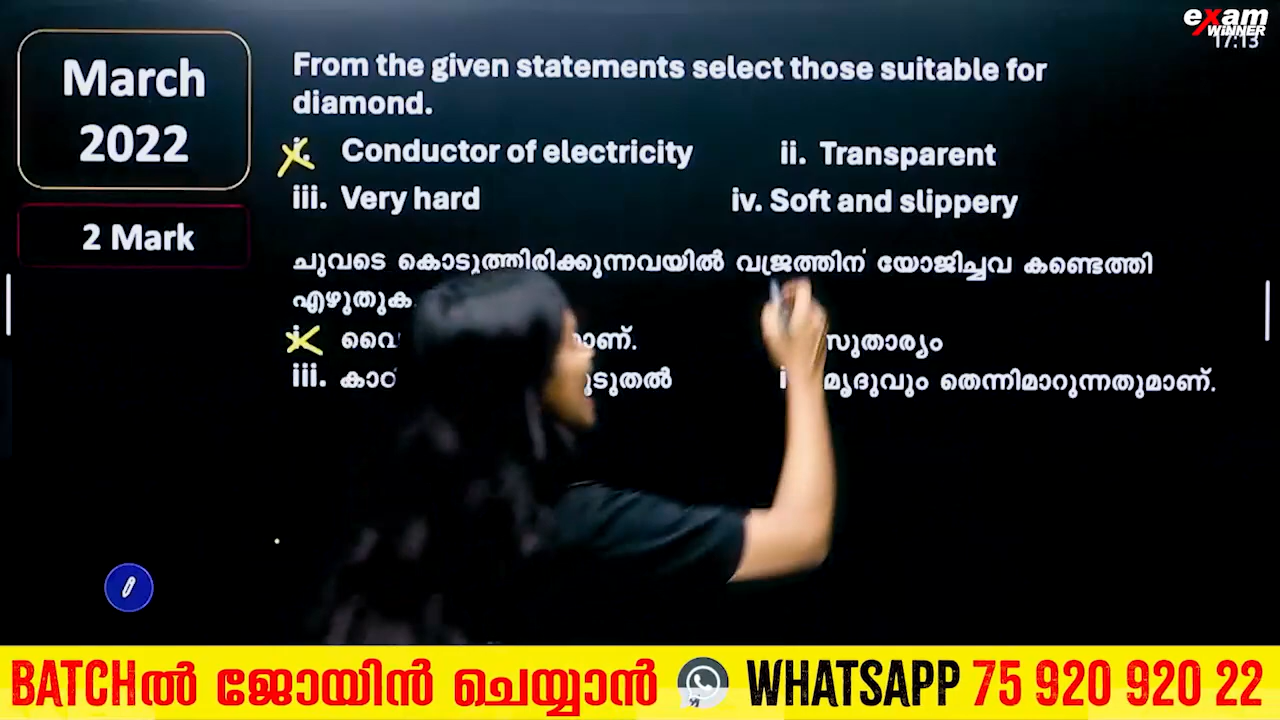 exam
WINNER
17:13
March
2022
2 Mark
From the given statements select those suitable for
diamond.
i. Conductor of electricity ii. Transparent
iii. Very hard iv. Soft and slippery
ചുവടെ കൊടുത്തിരിക്കുന്നവയിൽ വജ്രത്തിന് യോജിച്ചവ കണ്ടെത്തി
എഴുതുക
i. സുതാര്യം
iii. മൃദുവും തെന്നിമാറുന്നതുമാണ്.
BATCHൽ ജോയിൻ ചെയ്യാൻ WHATSAPP 75 920 920 22